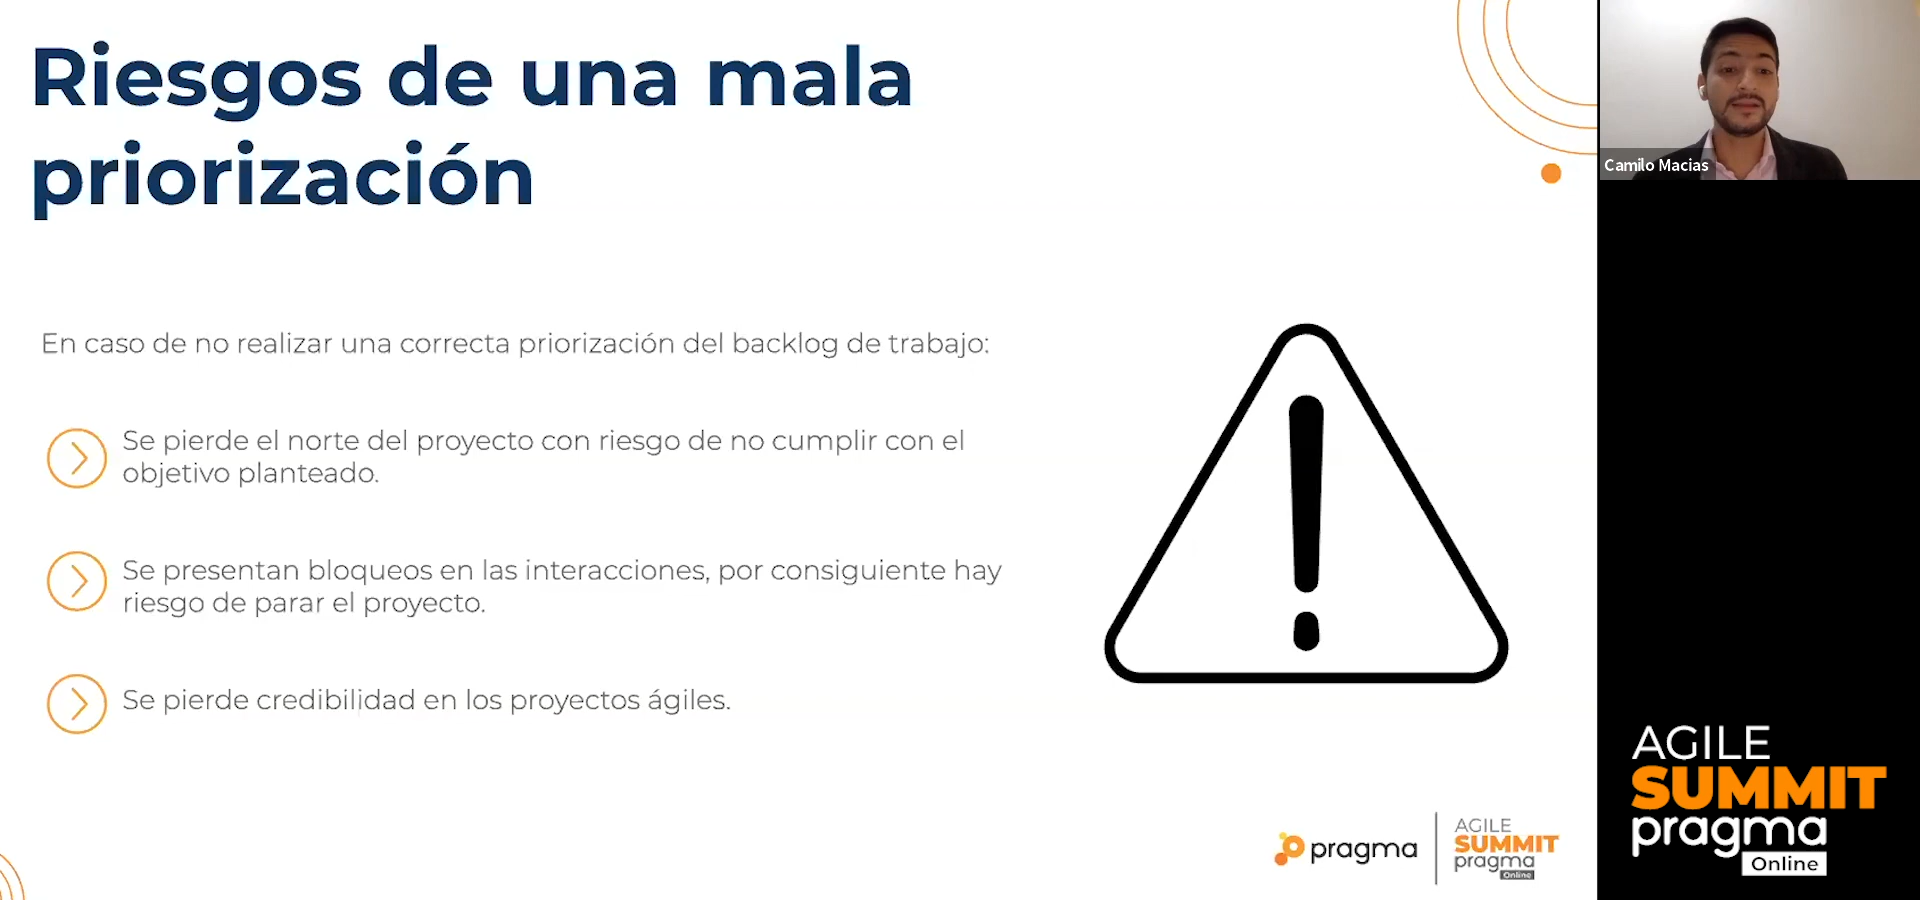 Riesgos de una mala
priorización
En caso de no realizar una correcta priorización del backlog de trabajo:
Se pierde el norte del proyecto con riesgo de no cumplir con el
objetivo planteado.
Se presentan bloqueos en las interacciones, por consiguiente hay
riesgo de parar el proyecto.
Se pierde credibilidad en los proyectos ágiles.
pragma
AGILE
SUMMIT
pragma
Online
Camilo Macias
AGILE
SUMMIT
pragma
Online